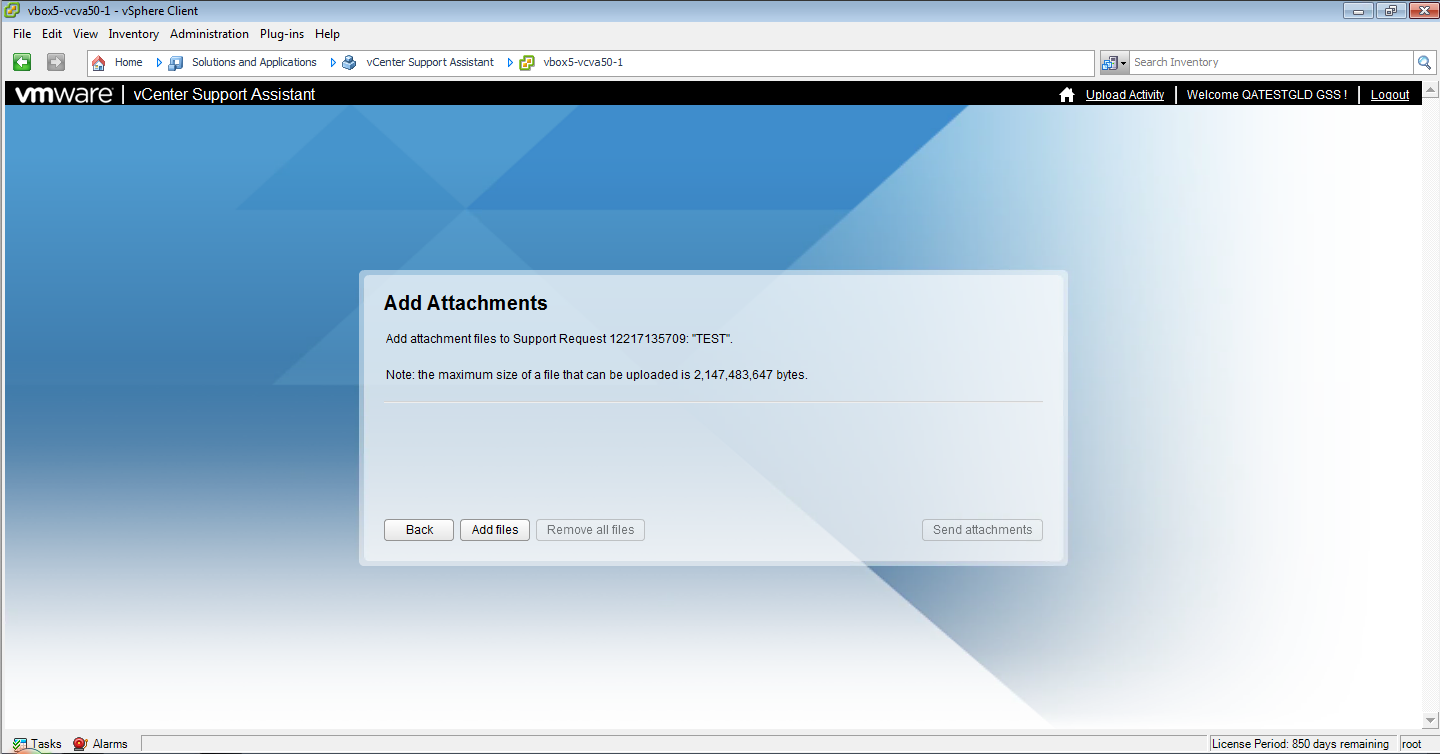 vbox5-vcva50-1 - vSphere Client
File Edit View Inventory Administration Plug-ins Help
Home Solutions and Applications vCenter Support Assistant vbox5-vcva50-1 Search Inventory
vmware vCenter Support Assistant Upload Activity Welcome QATESTGLD GSS ! Logout
Add Attachments
Add attachment files to Support Request 12217135709: "TEST".
Note: the maximum size of a file that can be uploaded is 2,147,483,647 bytes.
Back Add files Remove all files Send attachments
Tasks Alarms License Period: 850 days remaining root